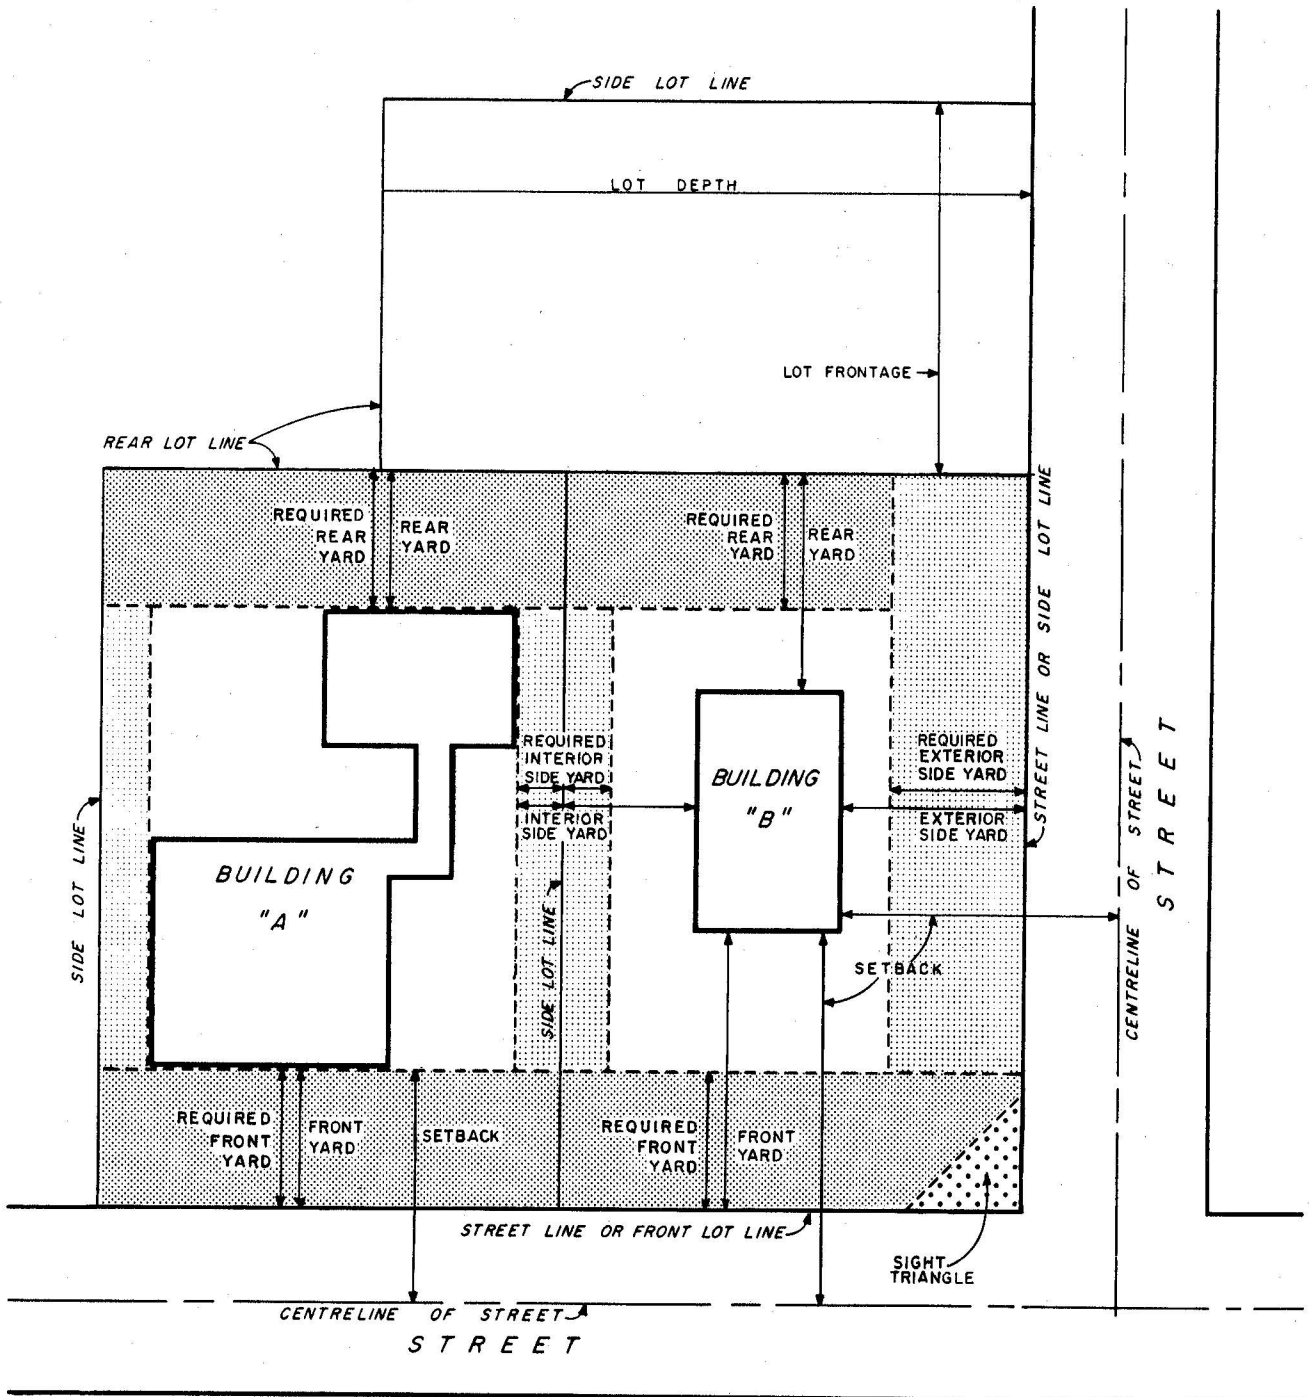 SIDE LOT LINE
LOT DEPTH
LOT FRONTAGE
REAR LOT LINE
REQUIRED
REAR
YARD
REAR
YARD
REQUIRED
REAR
YARD
REAR
YARD
STREET LINE OR SIDE LOT LINE
REQUIRED
INTERIOR
SIDE YARD
INTERIOR
SIDE YARD
BUILDING
"B"
REQUIRED
EXTERIOR
SIDE YARD
EXTERIOR
SIDE YARD
CENTRELINE OF STREET
STREET
SIDE LOT LINE
BUILDING
"A"
SIDE LOT LINE
SETBACK
REQUIRED
FRONT
YARD
FRONT
YARD
SETBACK
REQUIRED
FRONT
YARD
FRONT
YARD
STREET LINE OR FRONT LOT LINE
SIGHT
TRIANGLE
CENTRELINE OF STREET
STREET